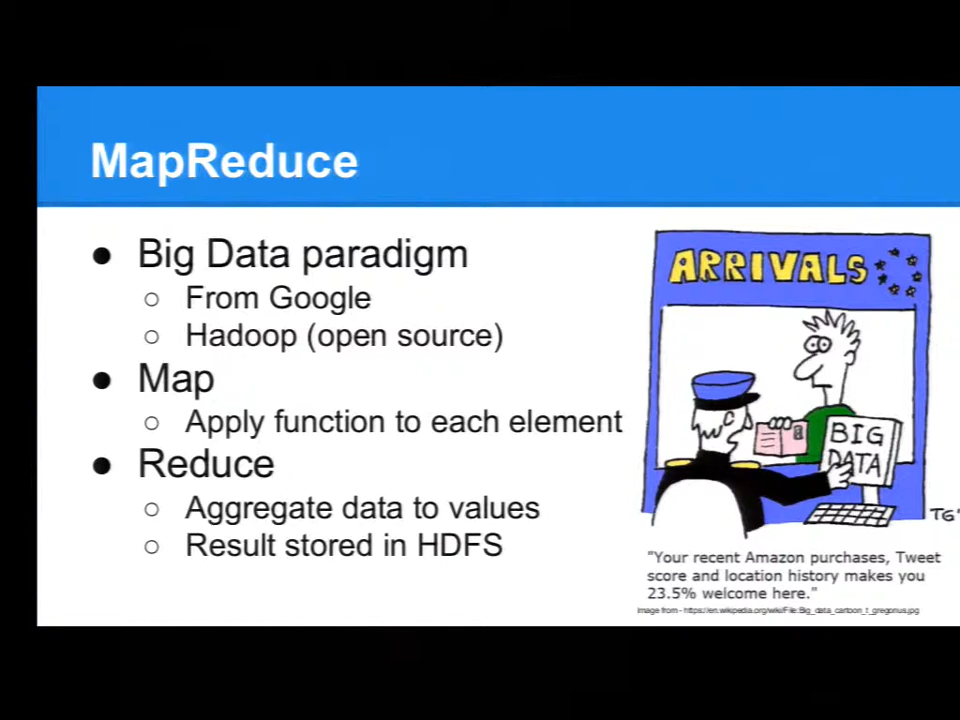 MapReduce
● Big Data paradigm
○ From Google
○ Hadoop (open source)
● Map
○ Apply function to each element
● Reduce
○ Aggregate data to values
○ Result stored in HDFS
ARRIVALS
BIG
DATA
TG'
"Your recent Amazon purchases, Tweet
score and location history makes you
23.5% welcome here."
Image from - https://en.wikipedia.org/wiki/File:Big_data_cartoon_t_gregorius.jpg